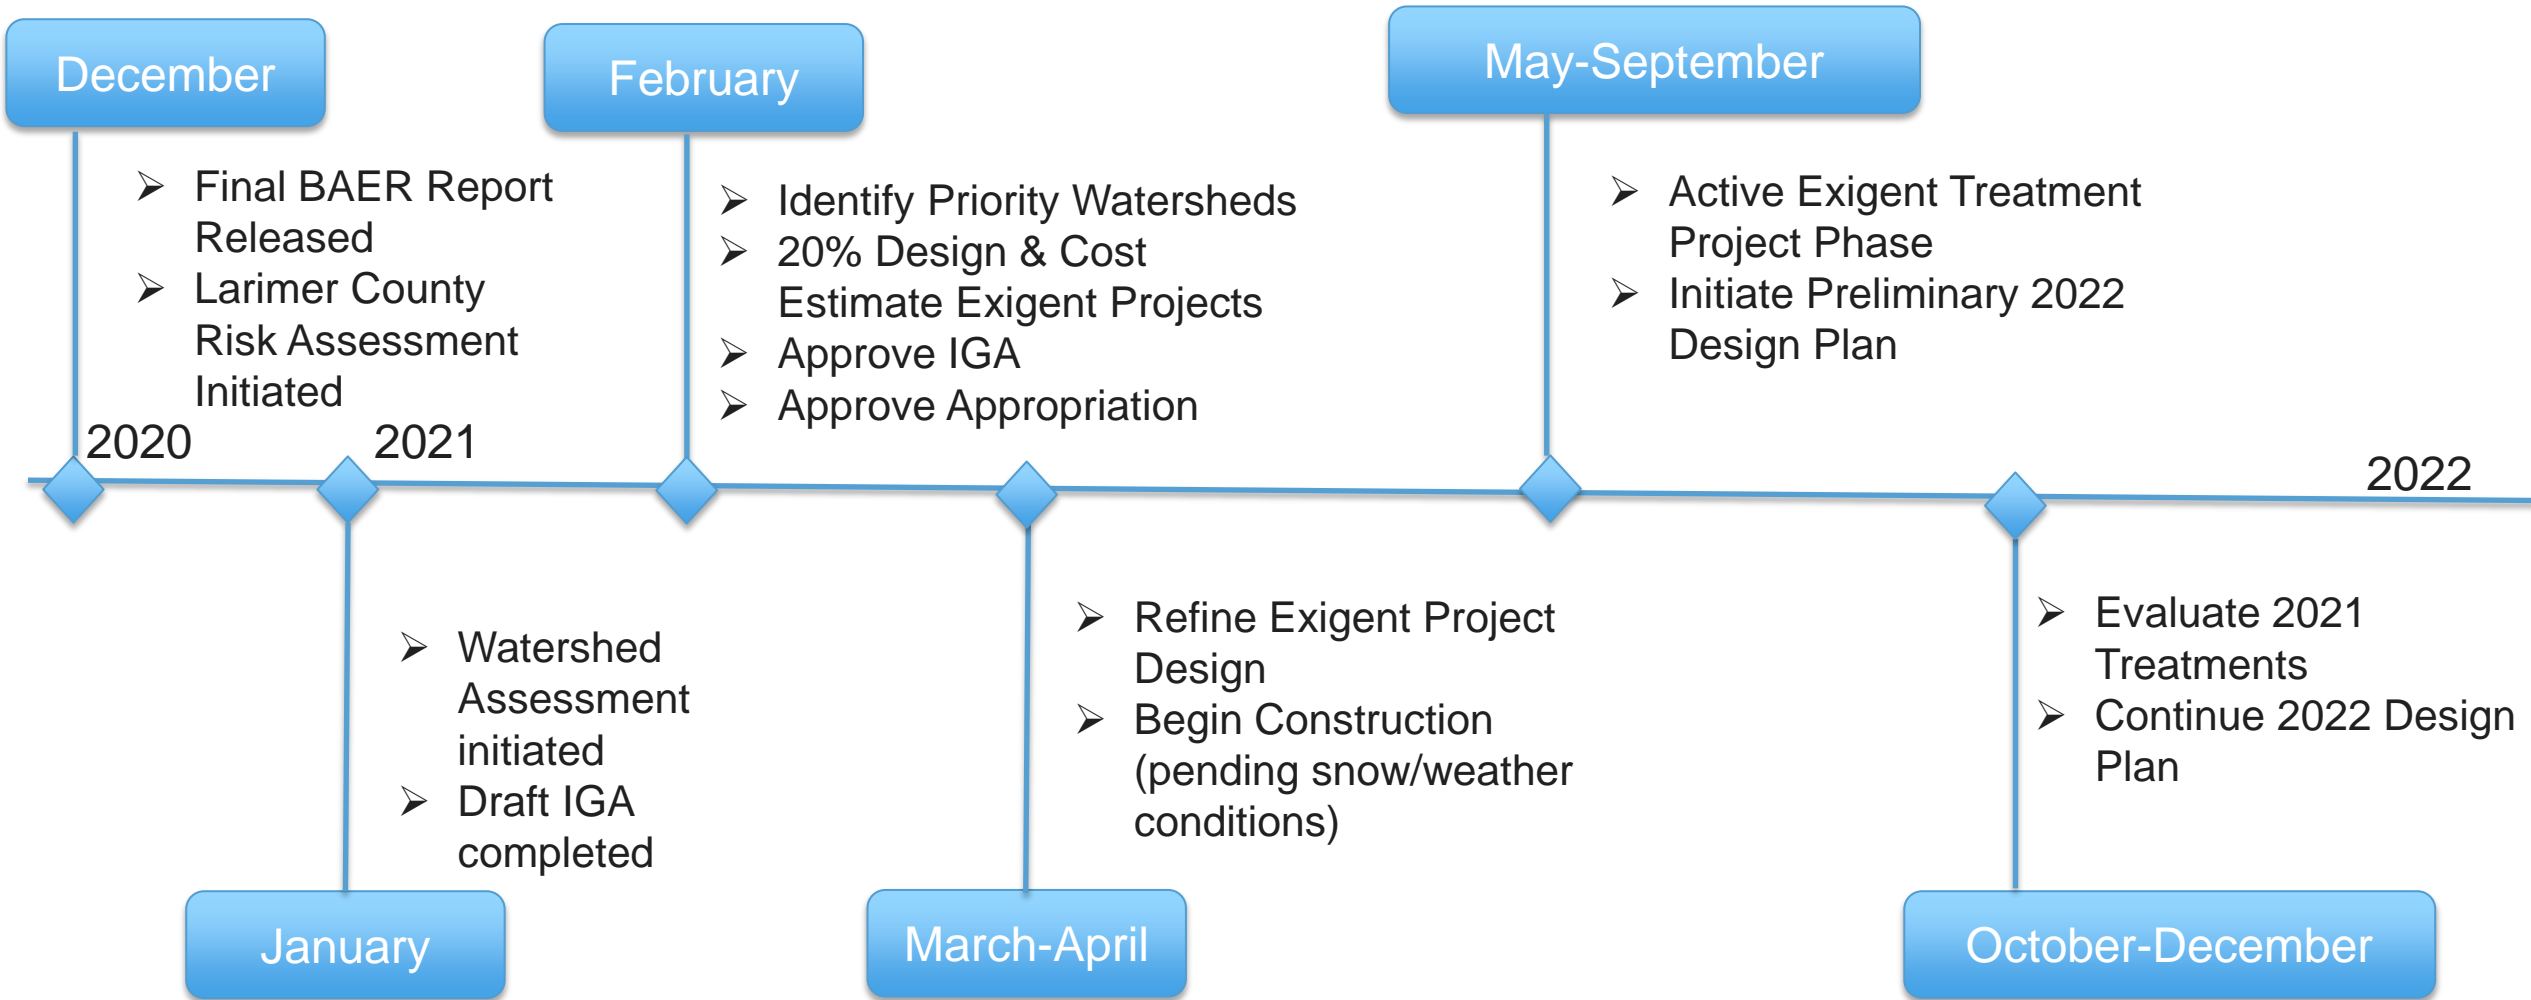 December
➢ Final BAER Report
Released
➢ Larimer County
Risk Assessment
Initiated
2020
2021
February
➢ Identify Priority Watersheds
➢ 20% Design & Cost
Estimate Exigent Projects
➢ Approve IGA
➢ Approve Appropriation
May-September
➢ Active Exigent Treatment
Project Phase
➢ Initiate Preliminary 2022
Design Plan
2022
➢ Watershed
Assessment
initiated
➢ Draft IGA
completed
January
➢ Refine Exigent Project
Design
➢ Begin Construction
(pending snow/weather
conditions)
March-April
➢ Evaluate 2021
Treatments
➢ Continue 2022 Design
Plan
October-December